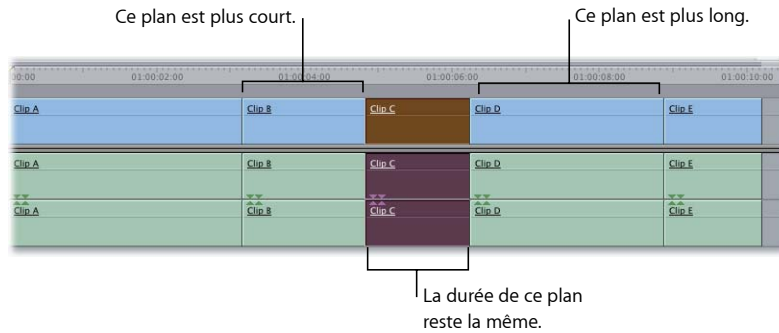 Ce plan est plus court.
Ce plan est plus long.
00:00 01:00:02:00 01:00:04:00 01:00:06:00 01:00:08:00 01:00:10:00
Clip A Clip B Clip C Clip D Clip E
Clip A Clip B Clip C Clip D Clip E
Clip A Clip B Clip C Clip D Clip E
La durée de ce plan
reste la même.